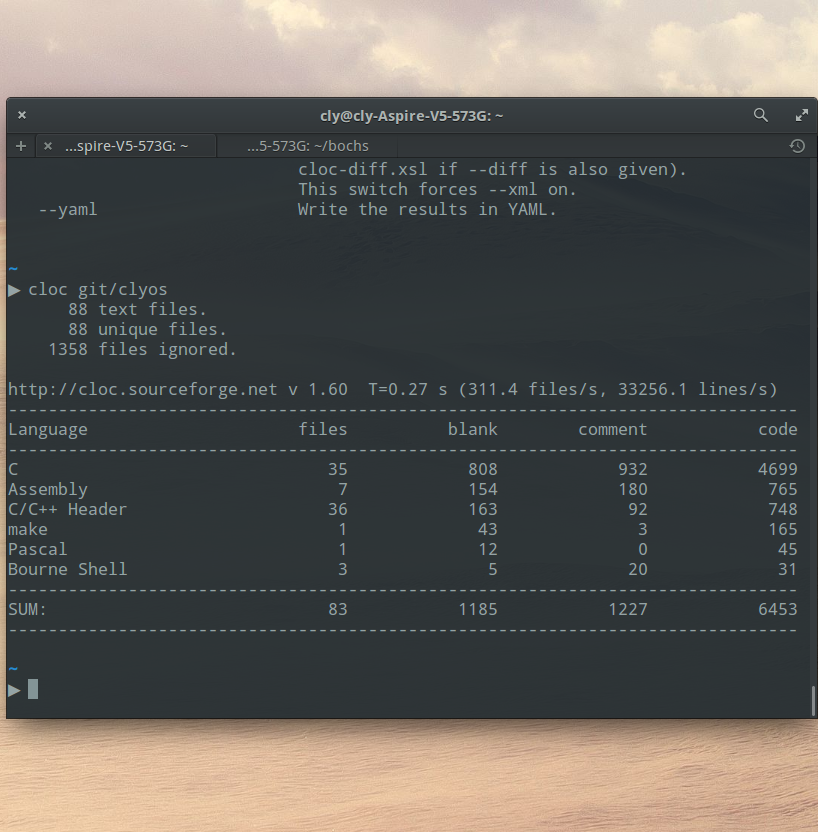 cly@cly-Aspire-V5-573G: ~
...spire-V5-573G: ~ ...5-573G: ~/bochs
cloc-diff.xsl if --diff is also given).
This switch forces --xml on.
--yaml Write the results in YAML.
~
▶ cloc git/clyos
88 text files.
88 unique files.
1358 files ignored.
http://cloc.sourceforge.net v 1.60 T=0.27 s (311.4 files/s, 33256.1 lines/s)
-------------------------------------------------------------------------------
Language files blank comment code
-------------------------------------------------------------------------------
C 35 808 932 4699
Assembly 7 154 180 765
C/C++ Header 36 163 92 748
make 1 43 3 165
Pascal 1 12 0 45
Bourne Shell 3 5 20 31
-------------------------------------------------------------------------------
SUM: 83 1185 1227 6453
-------------------------------------------------------------------------------
~
▶